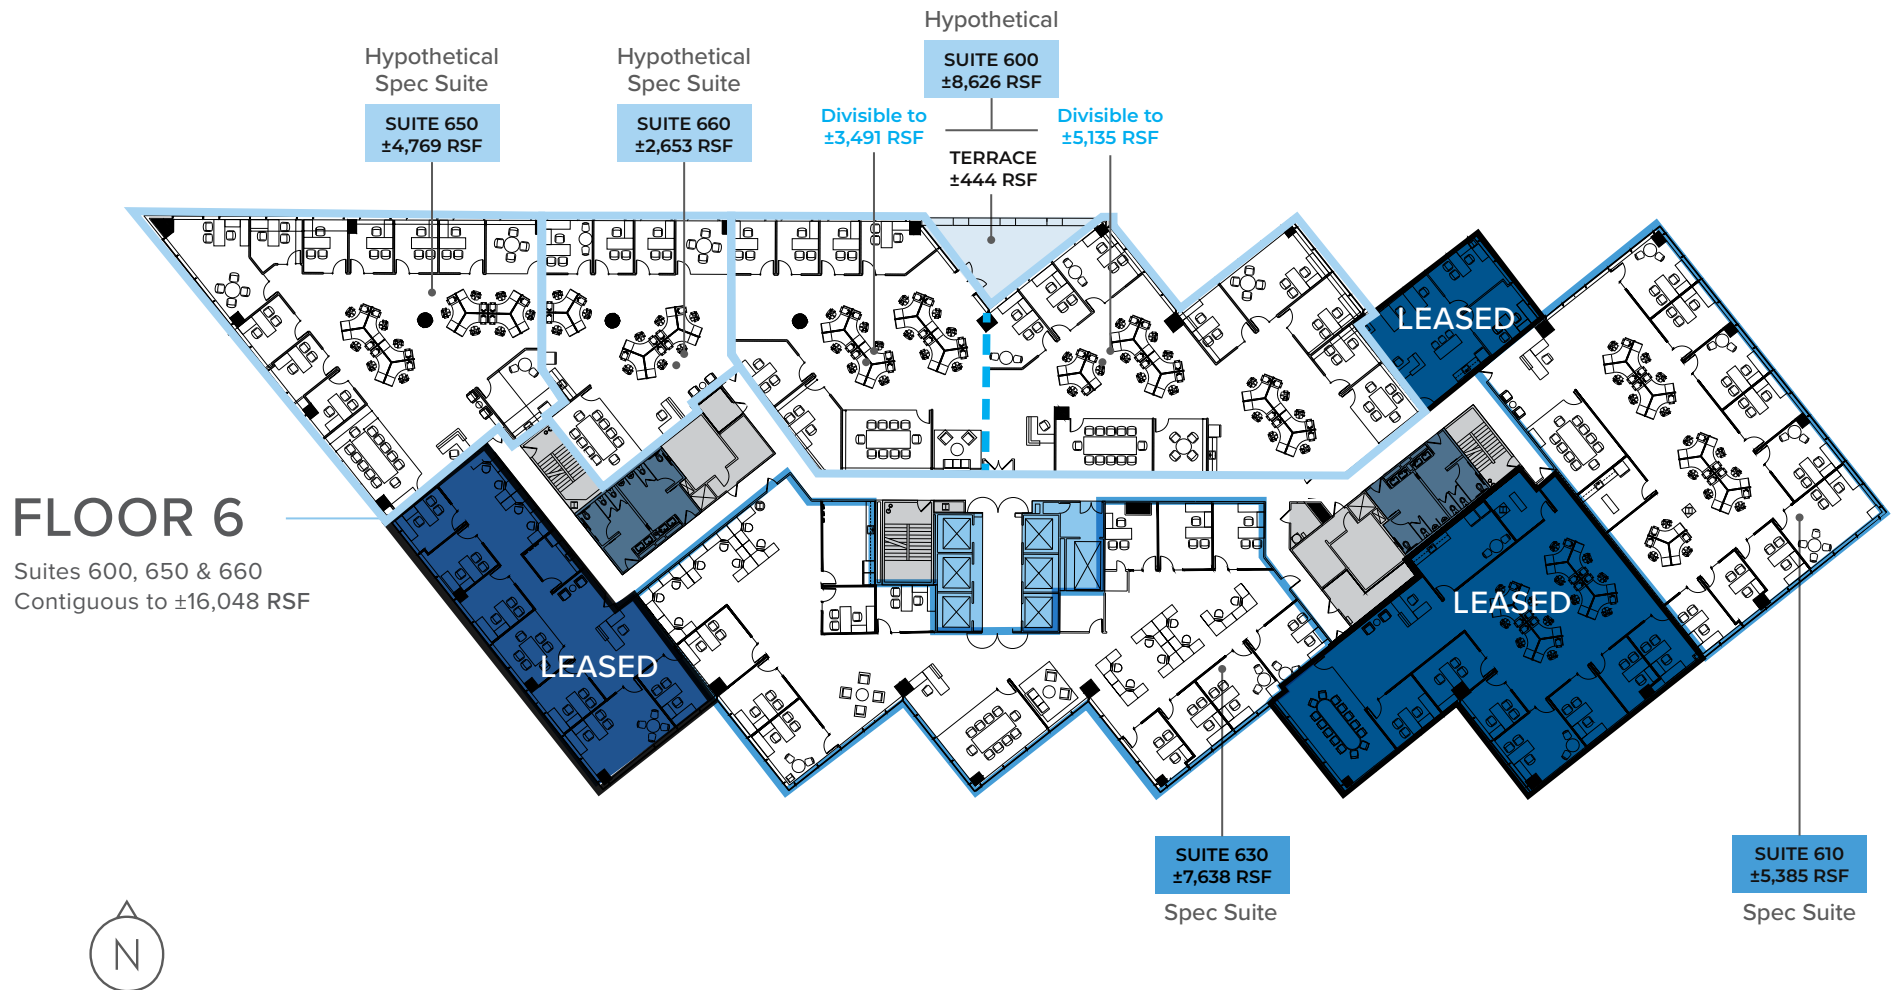 Hypothetical
SUITE 600
±8,626 RSF
Hypothetical
Spec Suite
SUITE 650
±4,769 RSF
Hypothetical
Spec Suite
SUITE 660
±2,653 RSF
Divisible to
±3,491 RSF
Divisible to
±5,135 RSF
TERRACE
±444 RSF
LEASED
FLOOR 6
Suites 600, 650 & 660
Contiguous to ±16,048 RSF
LEASED
LEASED
SUITE 630
±7,638 RSF
Spec Suite
SUITE 610
±5,385 RSF
Spec Suite
N